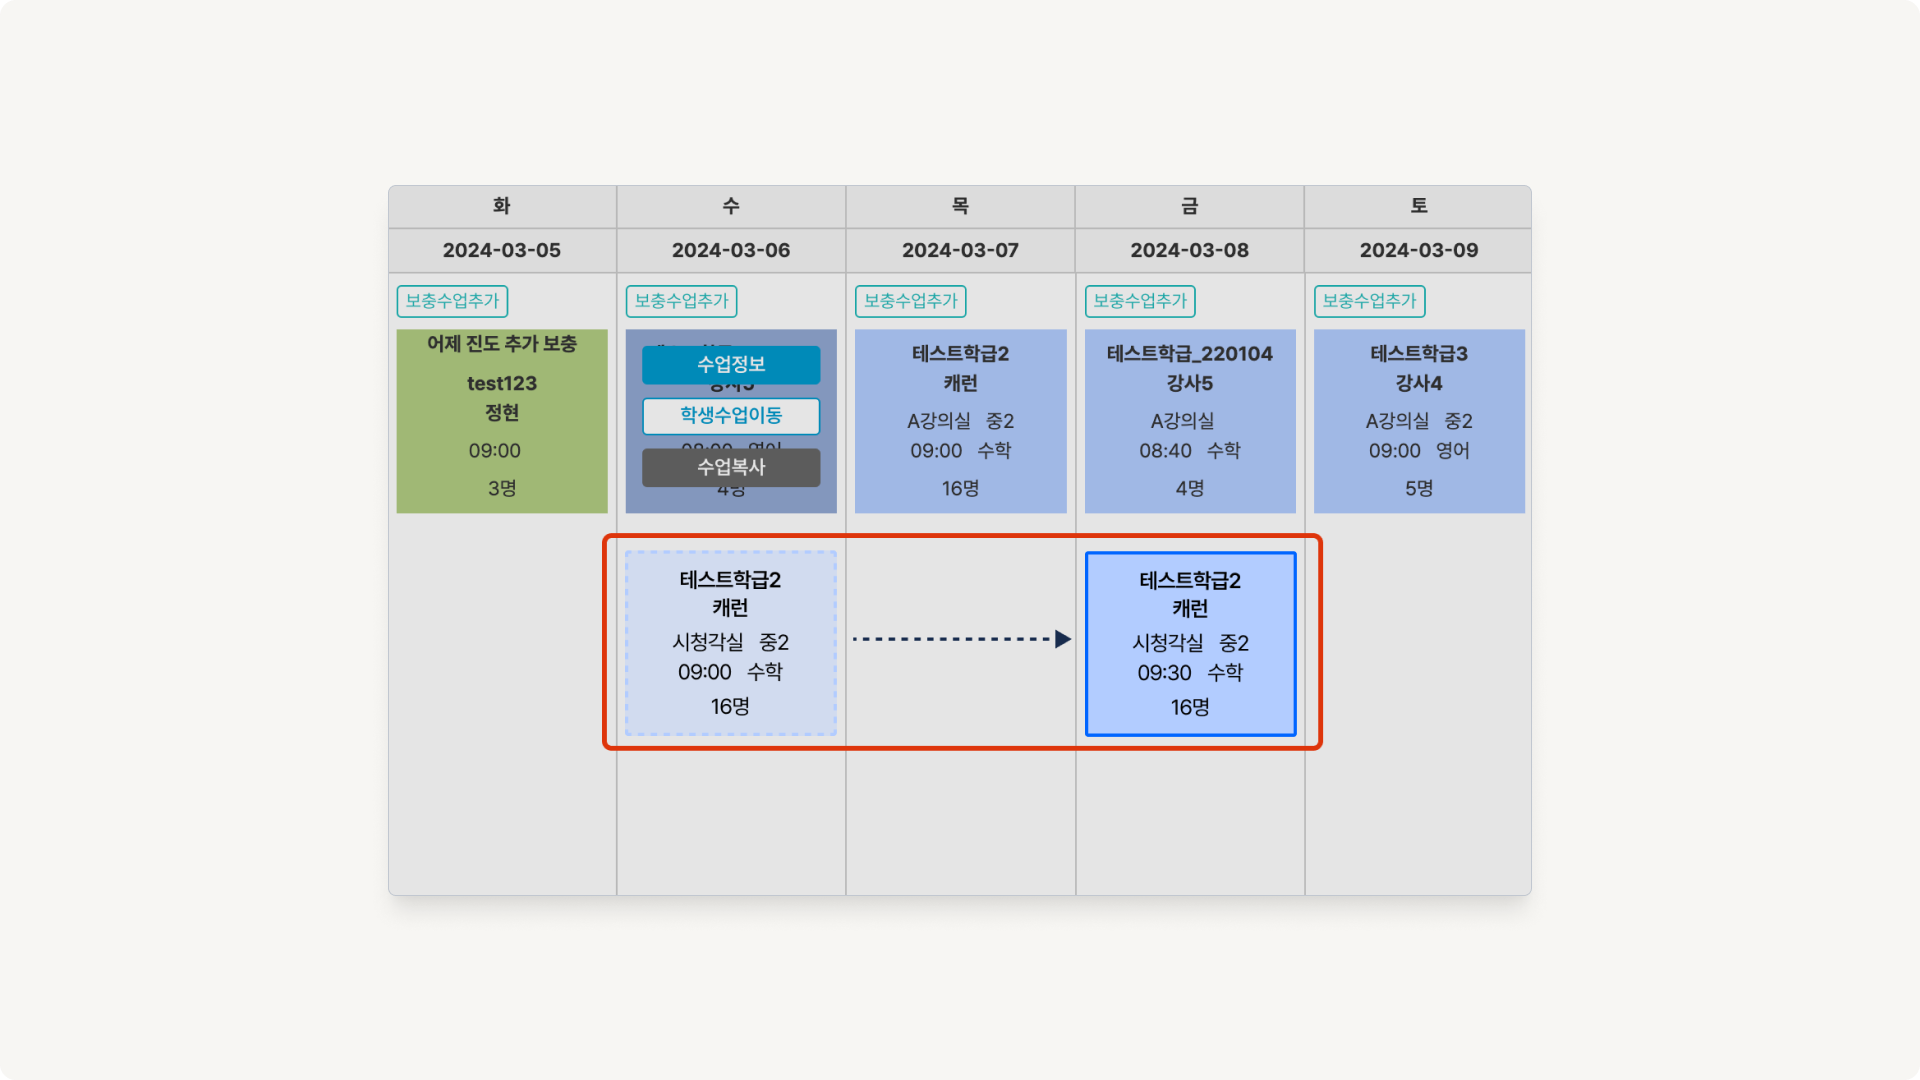 화
수
목
금
토
2024-03-05
2024-03-06
2024-03-07
2024-03-08
2024-03-09
보충수업추가
보충수업추가
보충수업추가
보충수업추가
보충수업추가
어제 진도 추가 보충
test123
정현
09:00
3명
수업정보
학생수업이동
수업복사
4명
테스트학급2
캐런
A강의실 중2
09:00 수학
16명
테스트학급_220104
강사5
A강의실
08:40 수학
4명
테스트학급3
강사4
A강의실 중2
09:00 영어
5명
테스트학급2
캐런
시청각실 중2
09:00 수학
16명
테스트학급2
캐런
시청각실 중2
09:30 수학
16명